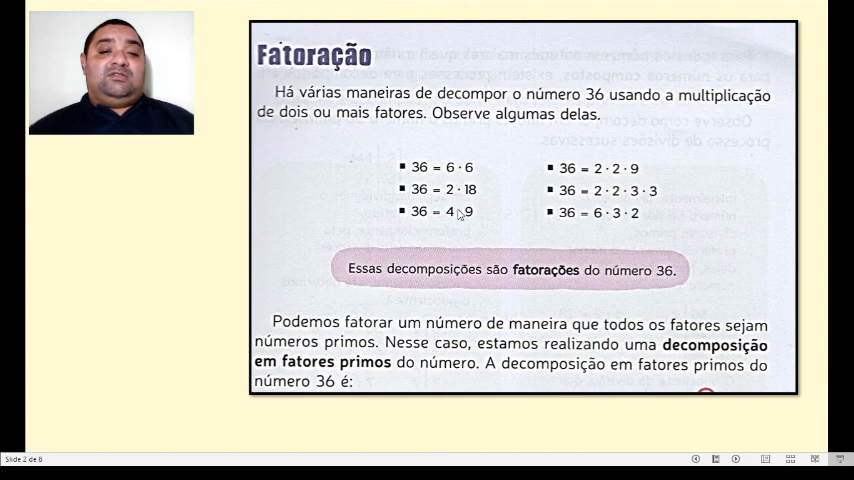 Fatoração
Há várias maneiras de decompor o número 36 usando a multiplicação
de dois ou mais fatores. Observe algumas delas.
▪ 36 = 6 · 6
▪ 36 = 2 · 18
▪ 36 = 4 · 9
▪ 36 = 2 · 2 · 9
▪ 36 = 2 · 2 · 3 · 3
▪ 36 = 6 · 3 · 2
Essas decomposições são fatorações do número 36.
Podemos fatorar um número de maneira que todos os fatores sejam
números primos. Nesse caso, estamos realizando uma decomposição
em fatores primos do número. A decomposição em fatores primos do
número 36 é:
Slide 2 de 8